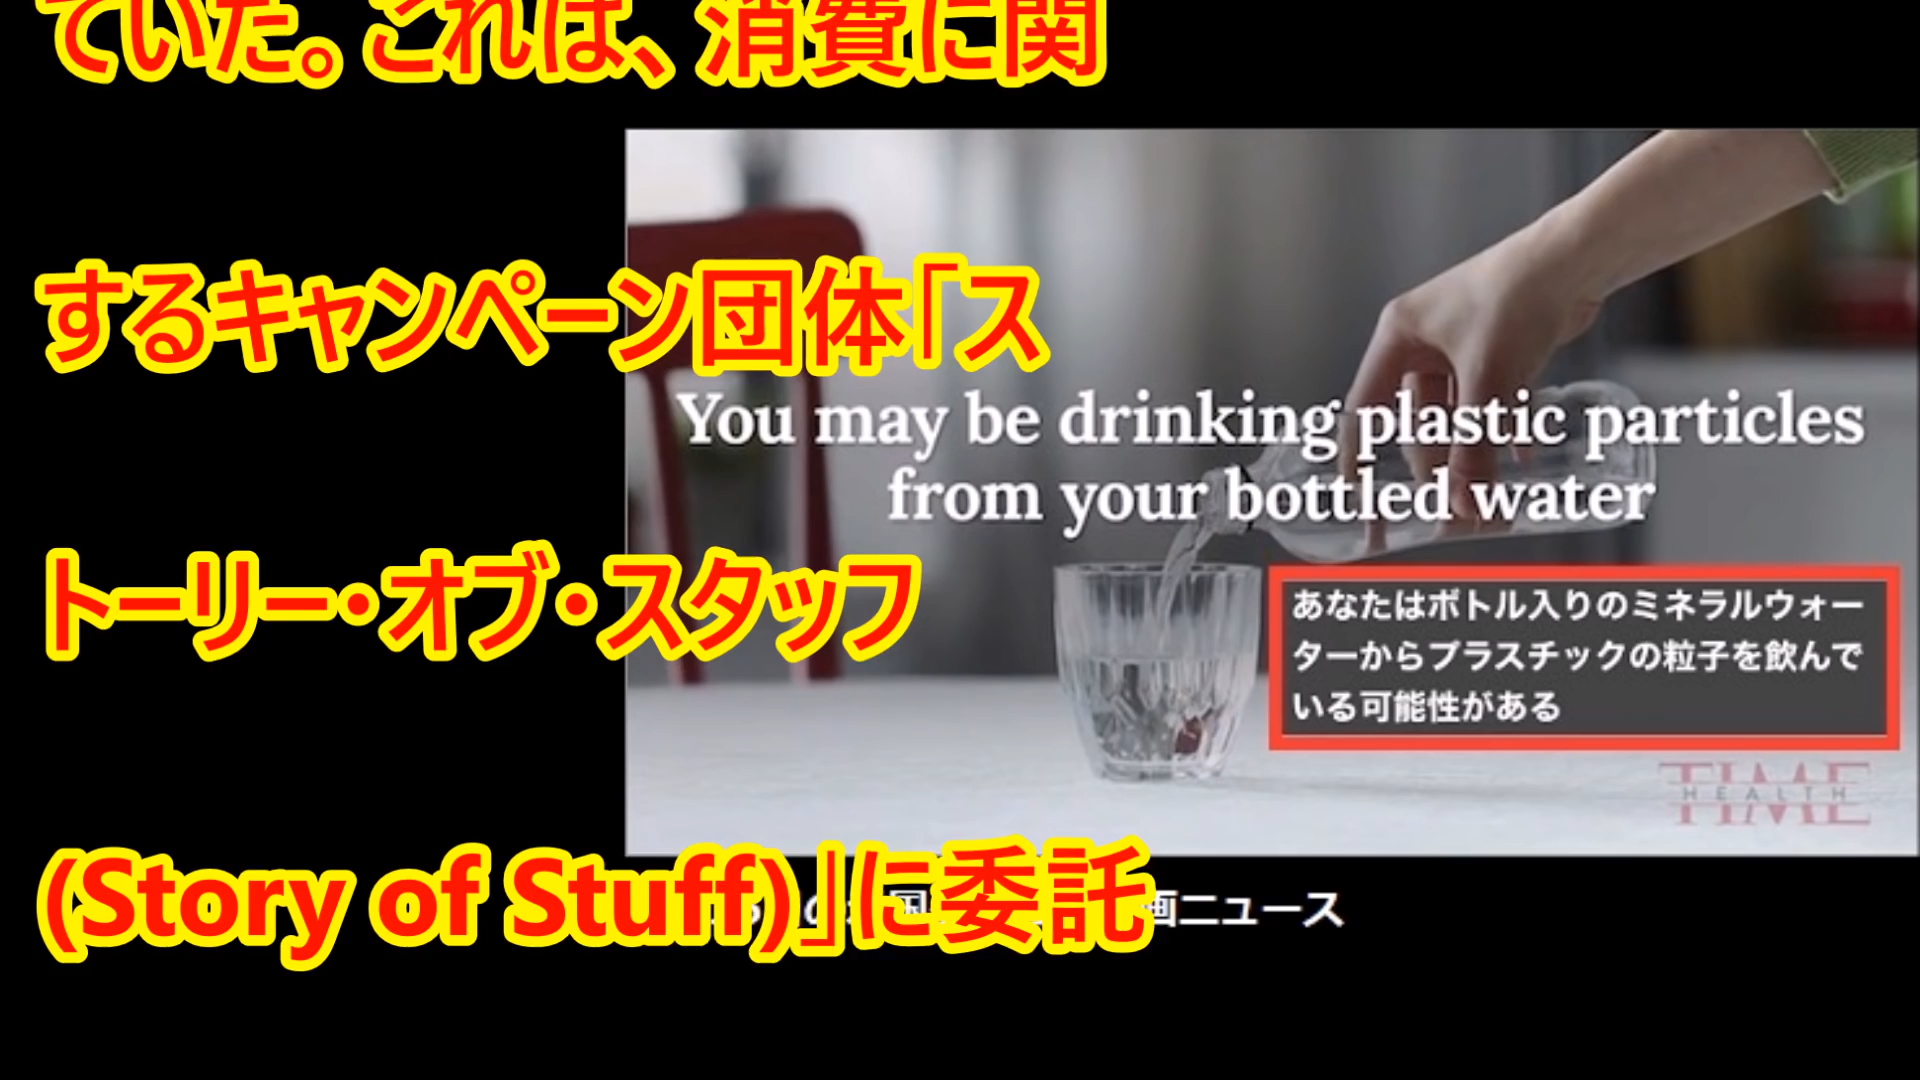 ていた。これは、消費に関
するキャンペーン団体「ス
トーリー・オブ・スタッフ
(Story of Stuff)」に委託
You may be drinking plastic particles
from your bottled water
あなたはボトル入りのミネラルウォー
ターからプラスチックの粒子を飲んで
いる可能性がある
TIME
HEALTH
画ニュース